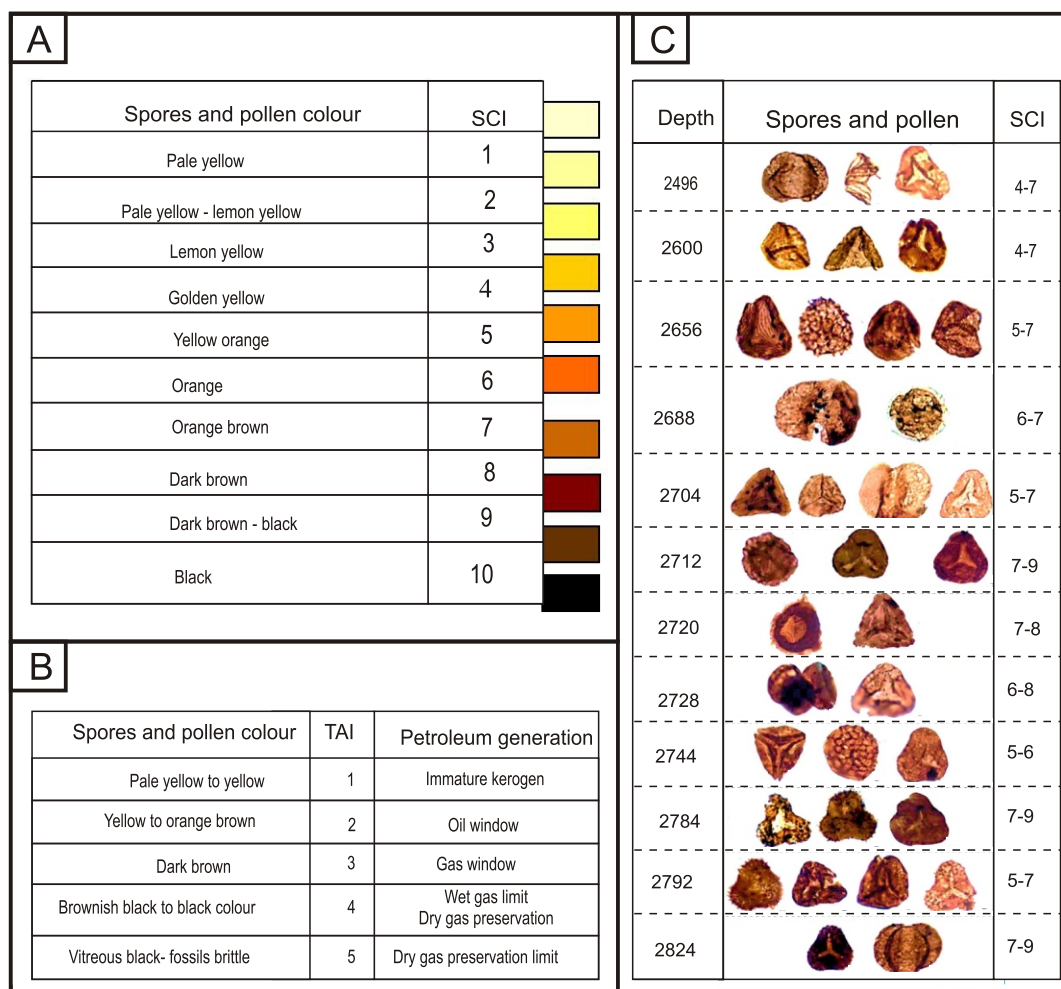 A
Spores and pollen colour SCI
Pale yellow 1
Pale yellow - lemon yellow 2
Lemon yellow 3
Golden yellow 4
Yellow orange 5
Orange 6
Orange brown 7
Dark brown 8
Dark brown - black 9
Black 10
B
Spores and pollen colour TAI Petroleum generation
Pale yellow to yellow 1 Immature kerogen
Yellow to orange brown 2 Oil window
Dark brown 3 Gas window
Brownish black to black colour 4 Wet gas limit
Dry gas preservation
Vitreous black- fossils brittle 5 Dry gas preservation limit
C
Depth Spores and pollen SCI
2496 4-7
2600 4-7
2656 5-7
2688 6-7
2704 5-7
2712 7-9
2720 7-8
2728 6-8
2744 5-6
2784 7-9
2792 5-7
2824 7-9